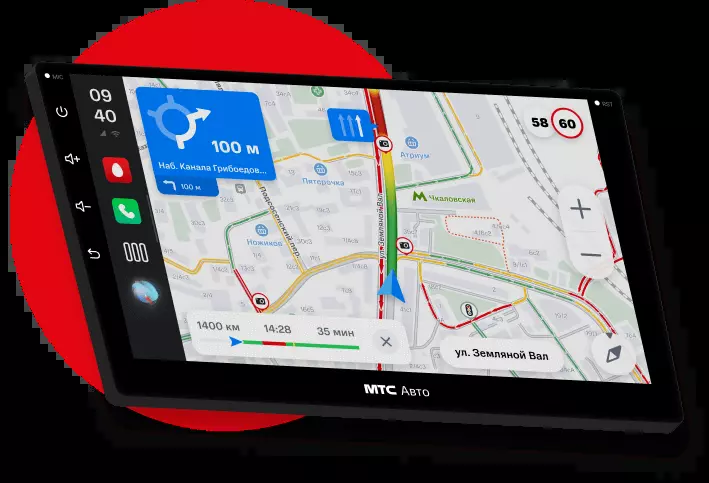 MIC
RST
09
40
100 м
Наб. Канала Грибоедов...
100 м
58
60
Атриум
Пятерочка
Чкаловская
Подсосенский пер.
ул. Земляной Вал
Ножиков
1400 км
14:28
35 мин
ул. Земляной Вал
МТС Авто